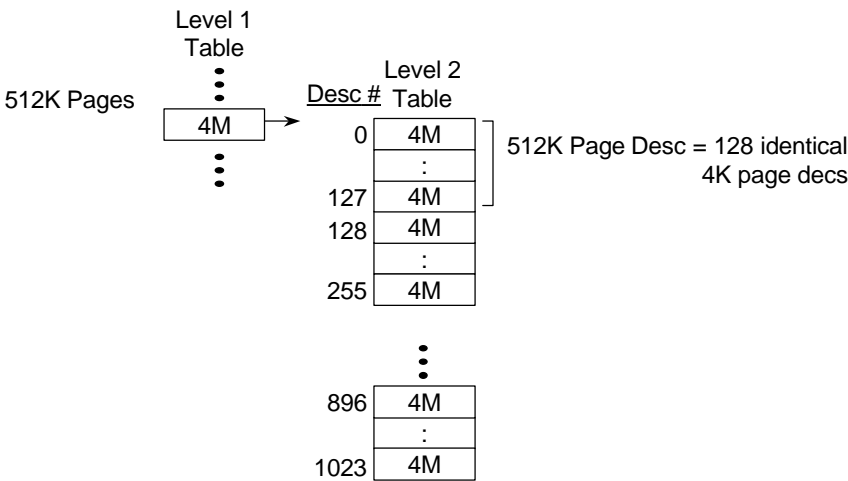 Level 1
Table
512K Pages
4M
Desc #
Level 2
Table
0 4M
:
127 4M
128 4M
:
255 4M
896 4M
:
1023 4M
512K Page Desc = 128 identical
4K page decs